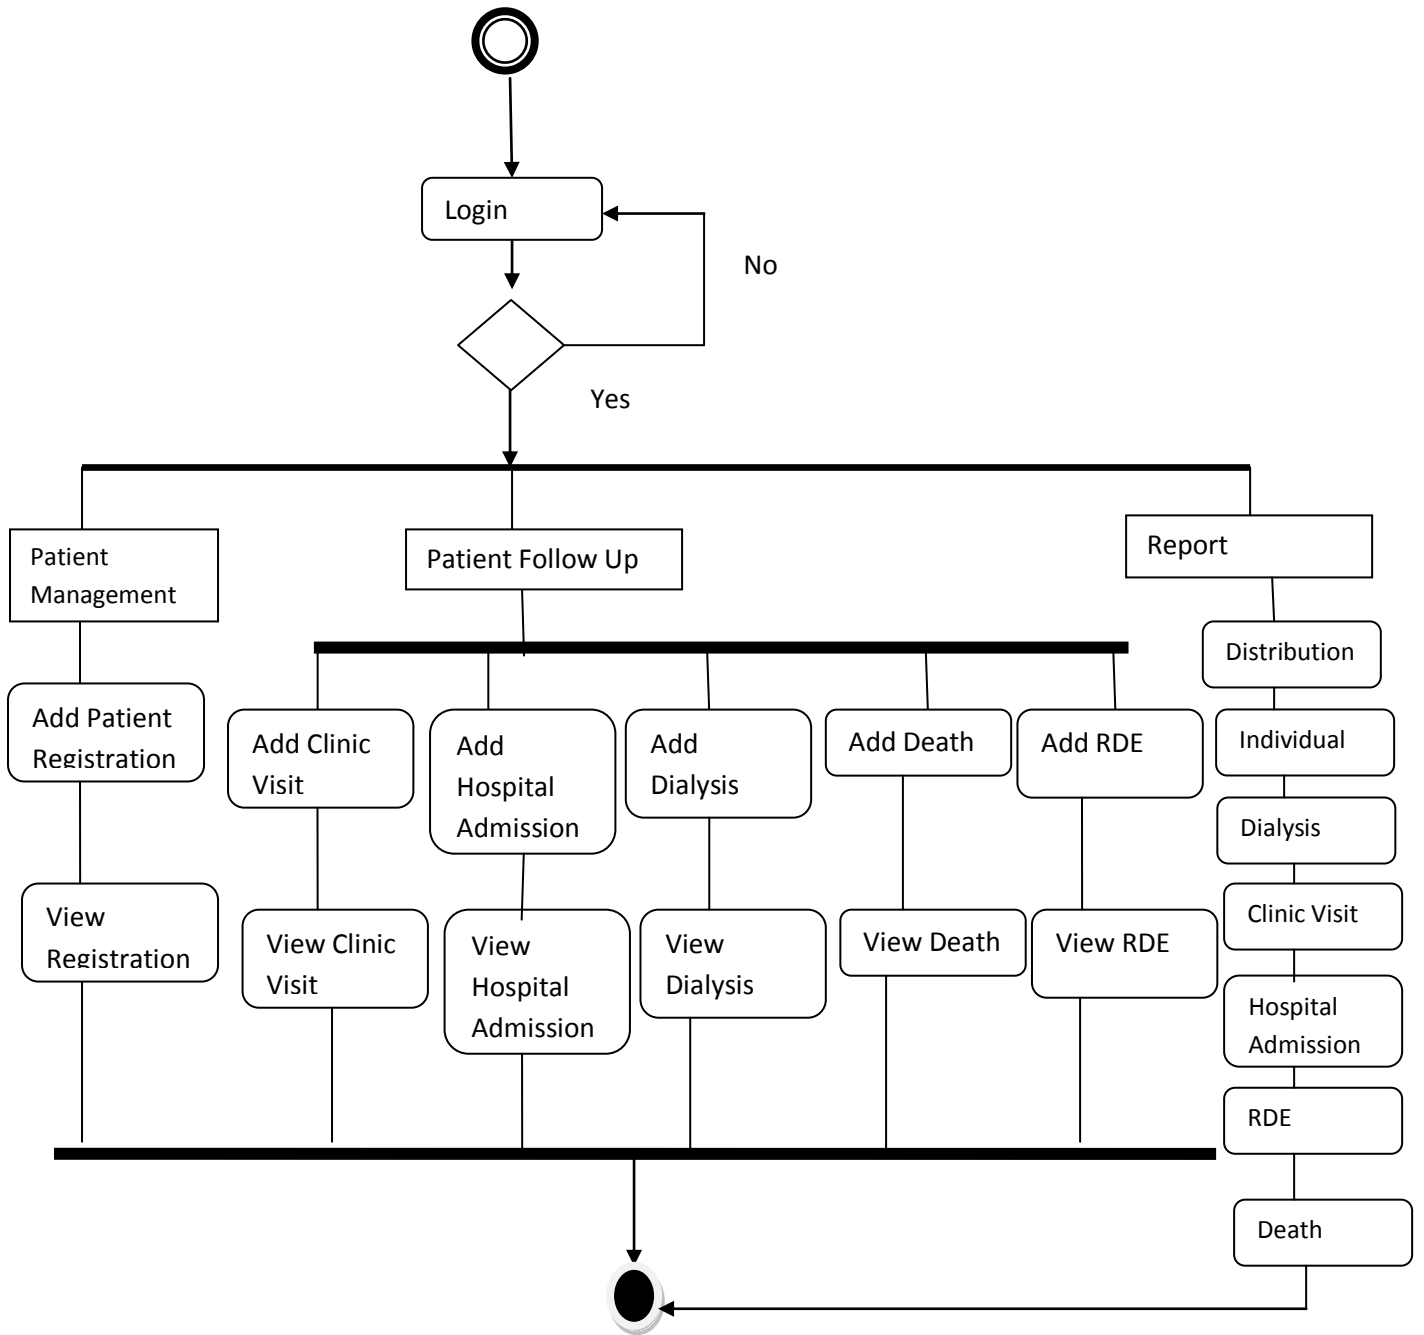 Login
No
Yes
Patient
Management
Patient Follow Up
Report
Distribution
Add Patient
Registration
Add Clinic
Visit
Add
Hospital
Admission
Add
Dialysis
Add Death
Add RDE
Individual
Dialysis
View
Registration
View Clinic
Visit
View
Hospital
Admission
View
Dialysis
View Death
View RDE
Clinic Visit
Hospital
Admission
RDE
Death